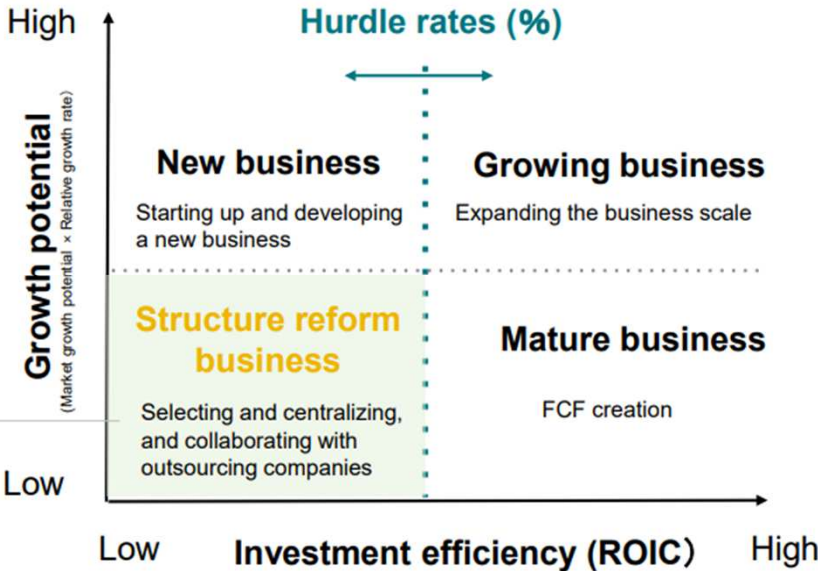 High
Hurdle rates (%)
Growth potential
(Market growth potential × Relative growth rate)
New business
Starting up and developing
a new business
Growing business
Expanding the business scale
Structure reform
business
Selecting and centralizing,
and collaborating with
outsourcing companies
Mature business
FCF creation
Low
Low
Investment efficiency (ROIC）
High